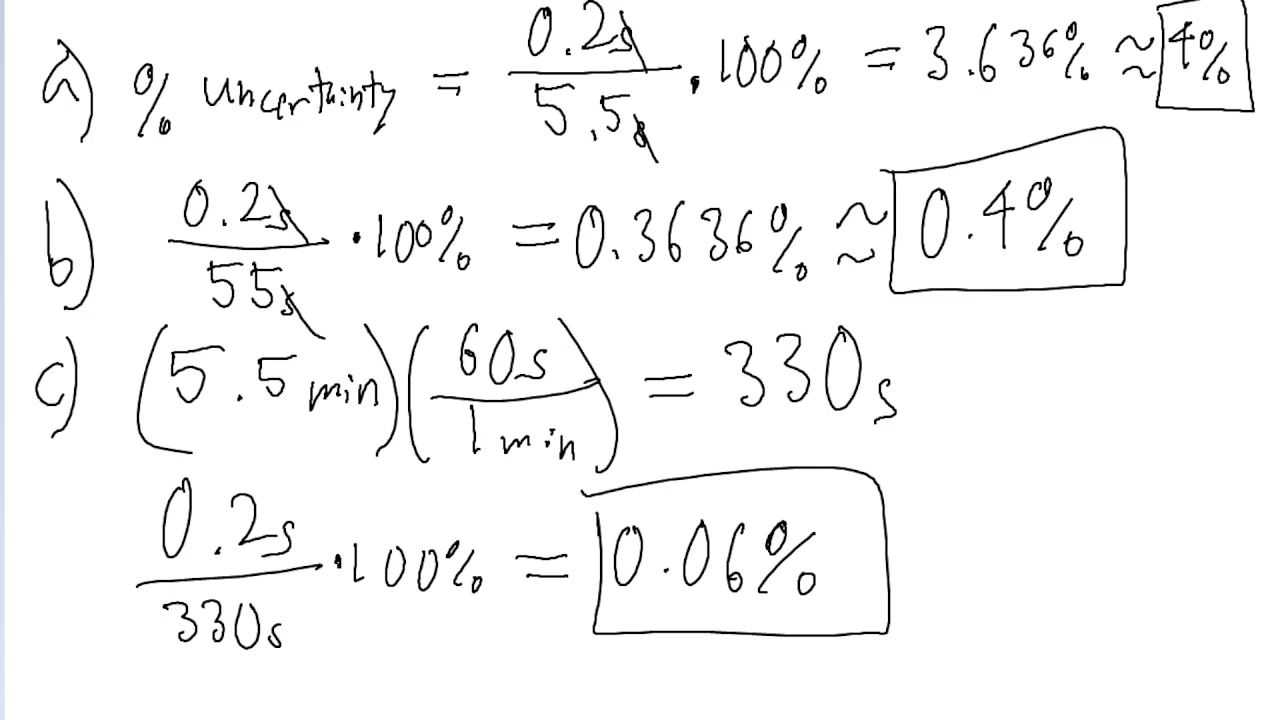 a) % uncertainty = 0.2s / 5.5s · 100% = 3.636% ≈ 4%
b) 0.2s / 55s · 100% = 0.3636% ≈ 0.4%
c) (5.5 min)(60s / 1 min) = 330s
0.2s / 330s · 100% = 0.06%